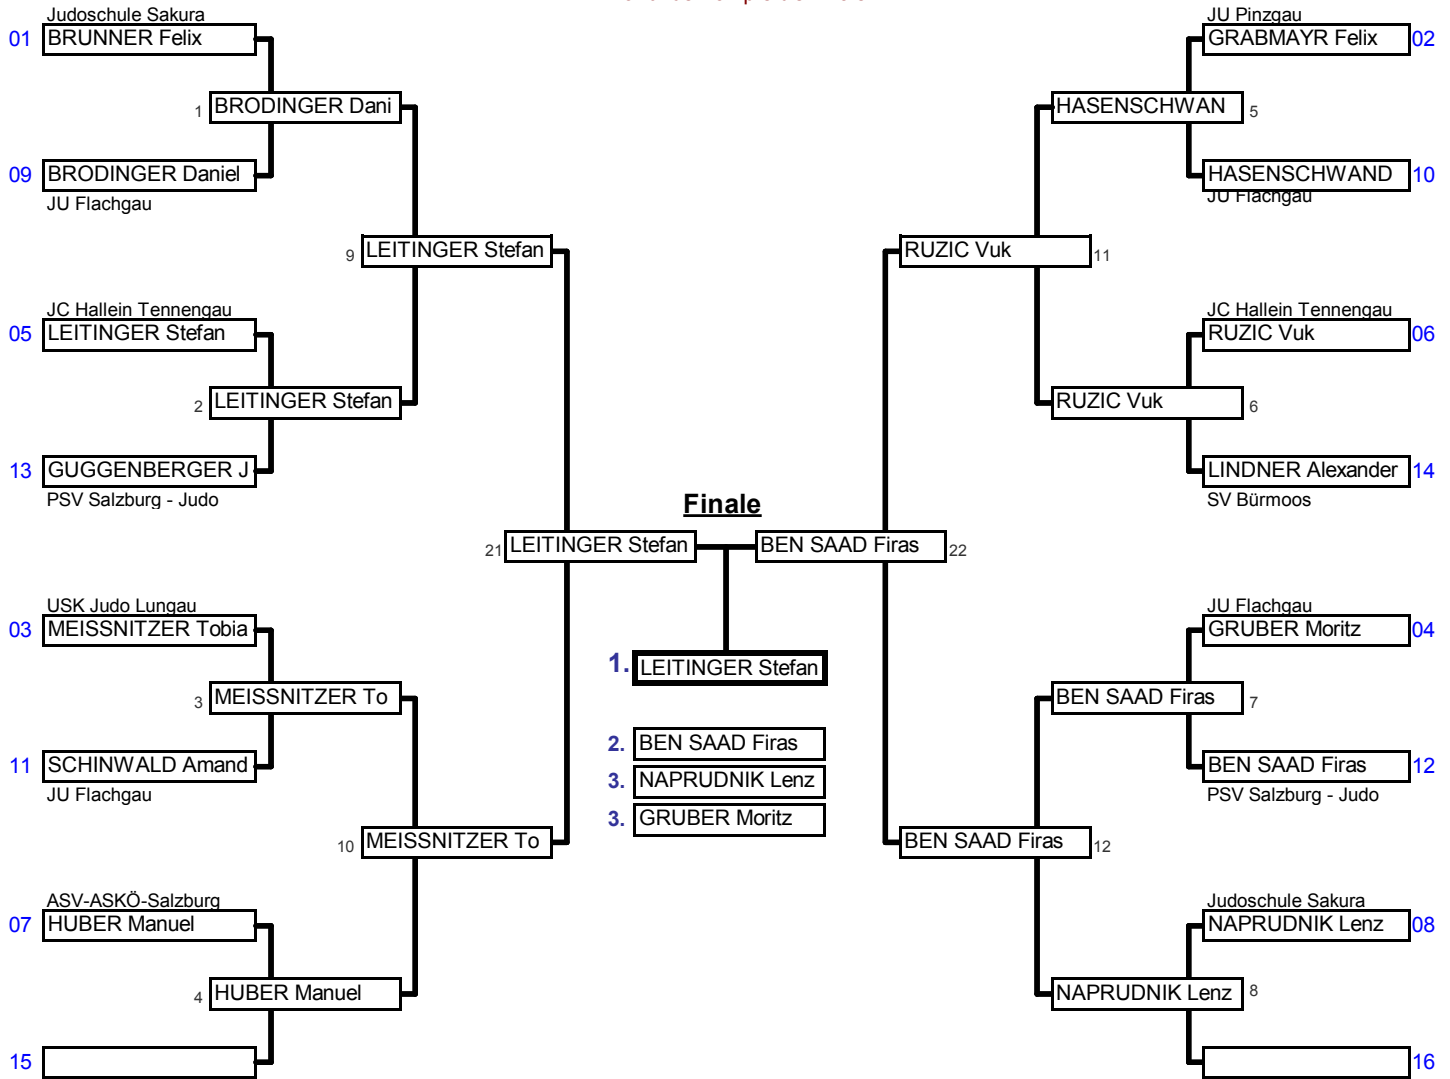 Judoschule Sakura
01 BRUNNER Felix
1 BRODINGER Dani
09 BRODINGER Daniel
JU Flachgau
9 LEITINGER Stefan
JC Hallein Tennengau
05 LEITINGER Stefan
2 LEITINGER Stefan
13 GUGGENBERGER J
PSV Salzburg - Judo
21 LEITINGER Stefan
USK Judo Lungau
03 MEISSNITZER Tobia
3 MEISSNITZER To
11 SCHINWALD Amand
JU Flachgau
10 MEISSNITZER To
ASV-ASKÖ-Salzburg
07 HUBER Manuel
4 HUBER Manuel
15
Finale
1. LEITINGER Stefan
2. BEN SAAD Firas
3. NAPRUDNIK Lenz
3. GRUBER Moritz
JU Pinzgau
GRABMAYR Felix 02
HASENSCHWAN 5
HASENSCHWAND 10
JU Flachgau
RUZIC Vuk 11
JC Hallein Tennengau
RUZIC Vuk 06
RUZIC Vuk 6
LINDNER Alexander 14
SV Bürmoos
BEN SAAD Firas 22
JU Flachgau
GRUBER Moritz 04
BEN SAAD Firas 7
BEN SAAD Firas 12
PSV Salzburg - Judo
BEN SAAD Firas 12
Judoschule Sakura
NAPRUDNIK Lenz 08
NAPRUDNIK Lenz 8
16